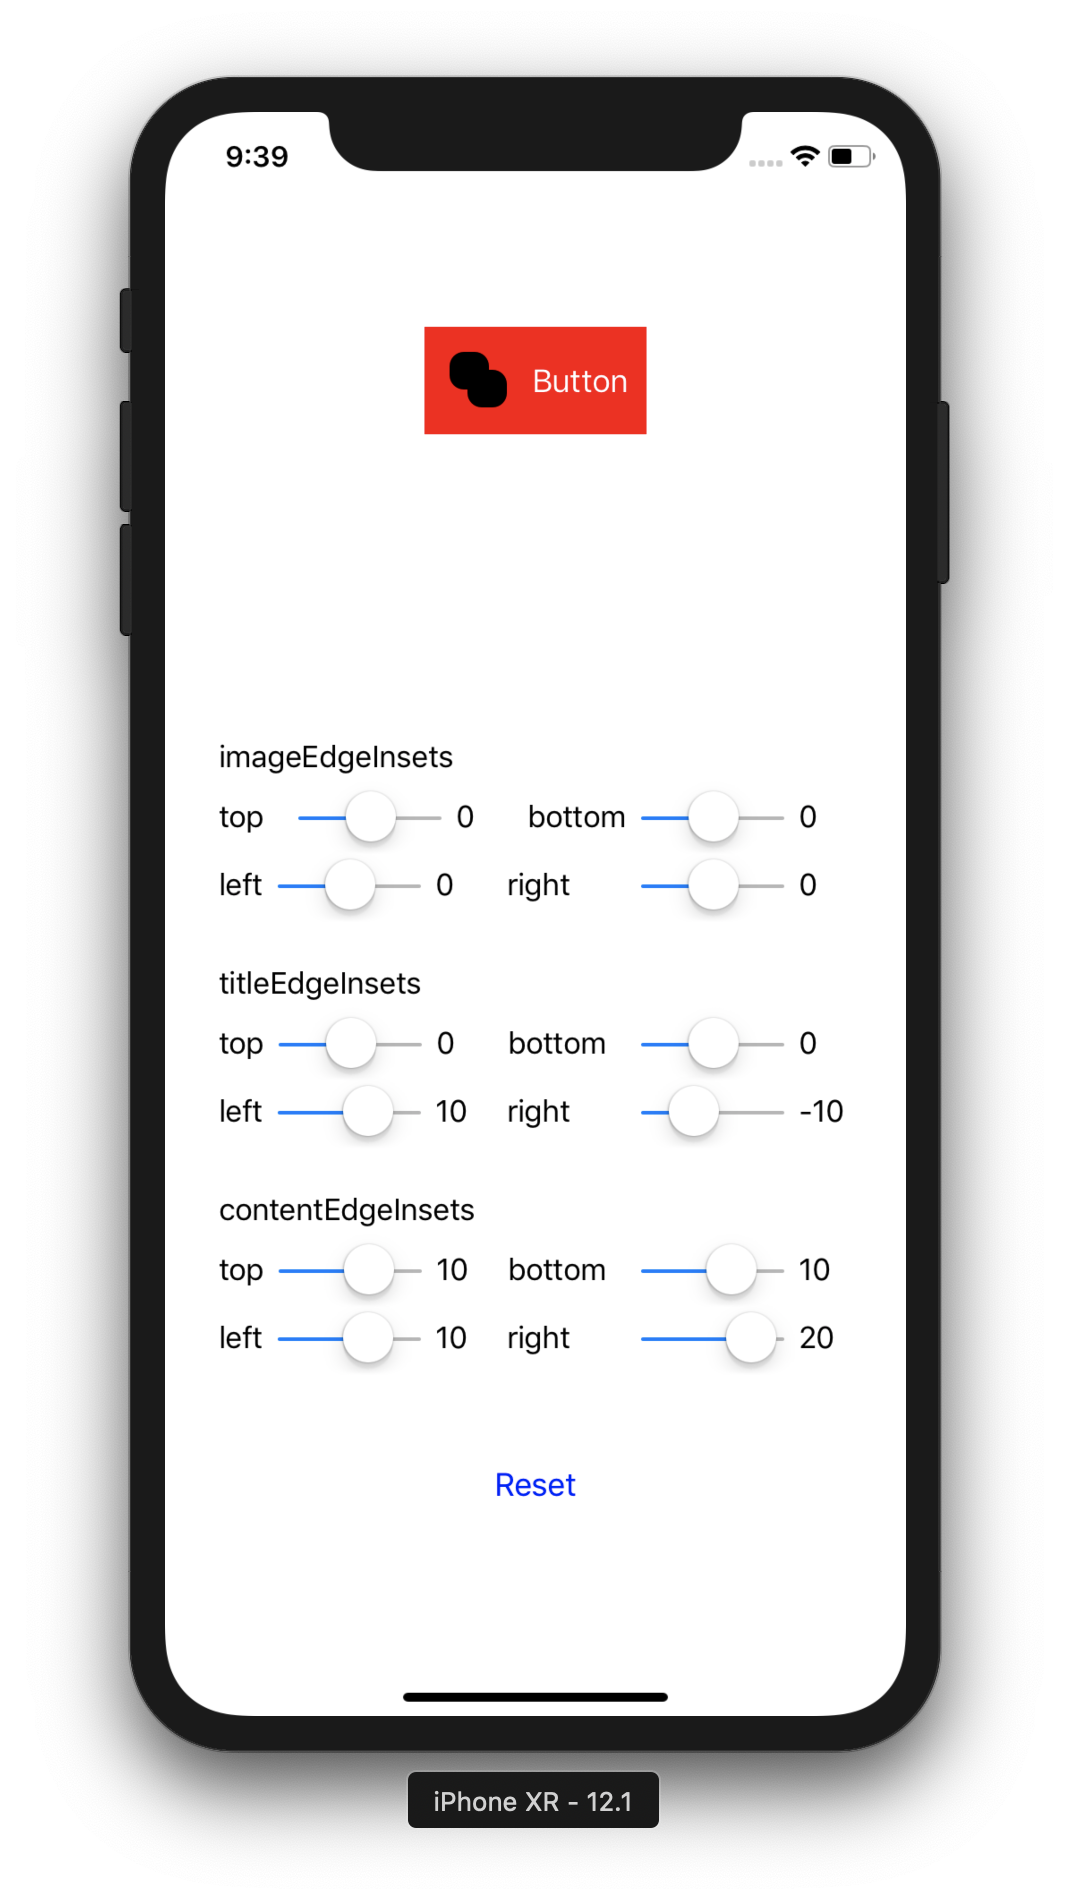 9:39
Button
imageEdgeInsets
top 0 bottom 0
left 0 right 0
titleEdgeInsets
top 0 bottom 0
left 10 right -10
contentEdgeInsets
top 10 bottom 10
left 10 right 20
Reset
iPhone XR - 12.1